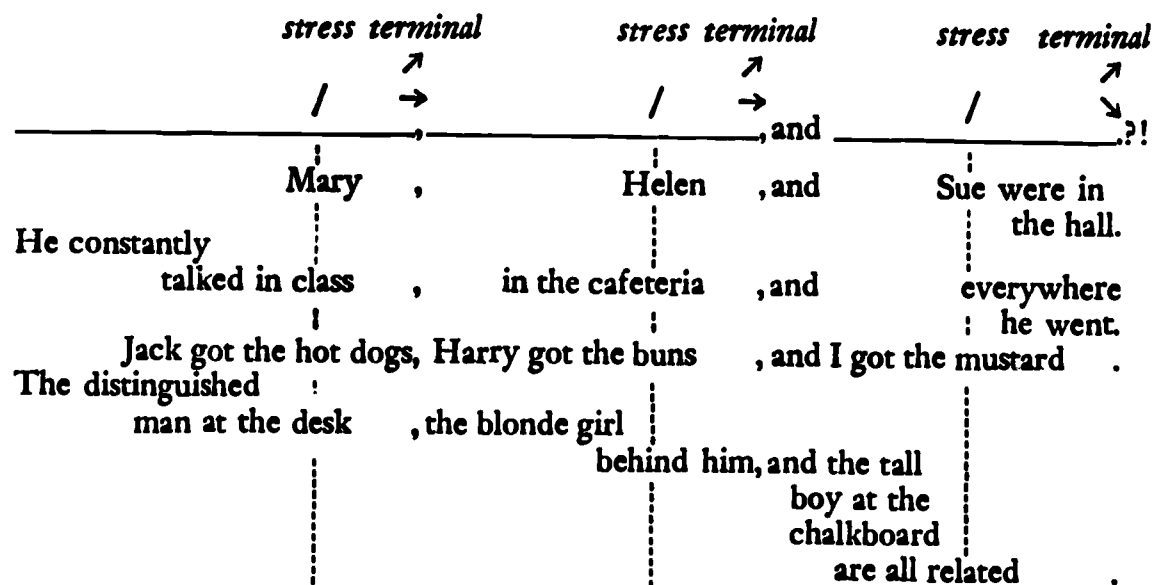 stress terminal stress terminal stress terminal
↗ ↗ ↗
/ → / → / ↘
, , and .?!
Mary , Helen , and Sue were in
the hall.
He constantly
talked in class , in the cafeteria , and everywhere
he went.
Jack got the hot dogs, Harry got the buns , and I got the mustard .
The distinguished
man at the desk , the blonde girl
behind him, and the tall
boy at the
chalkboard
are all related .